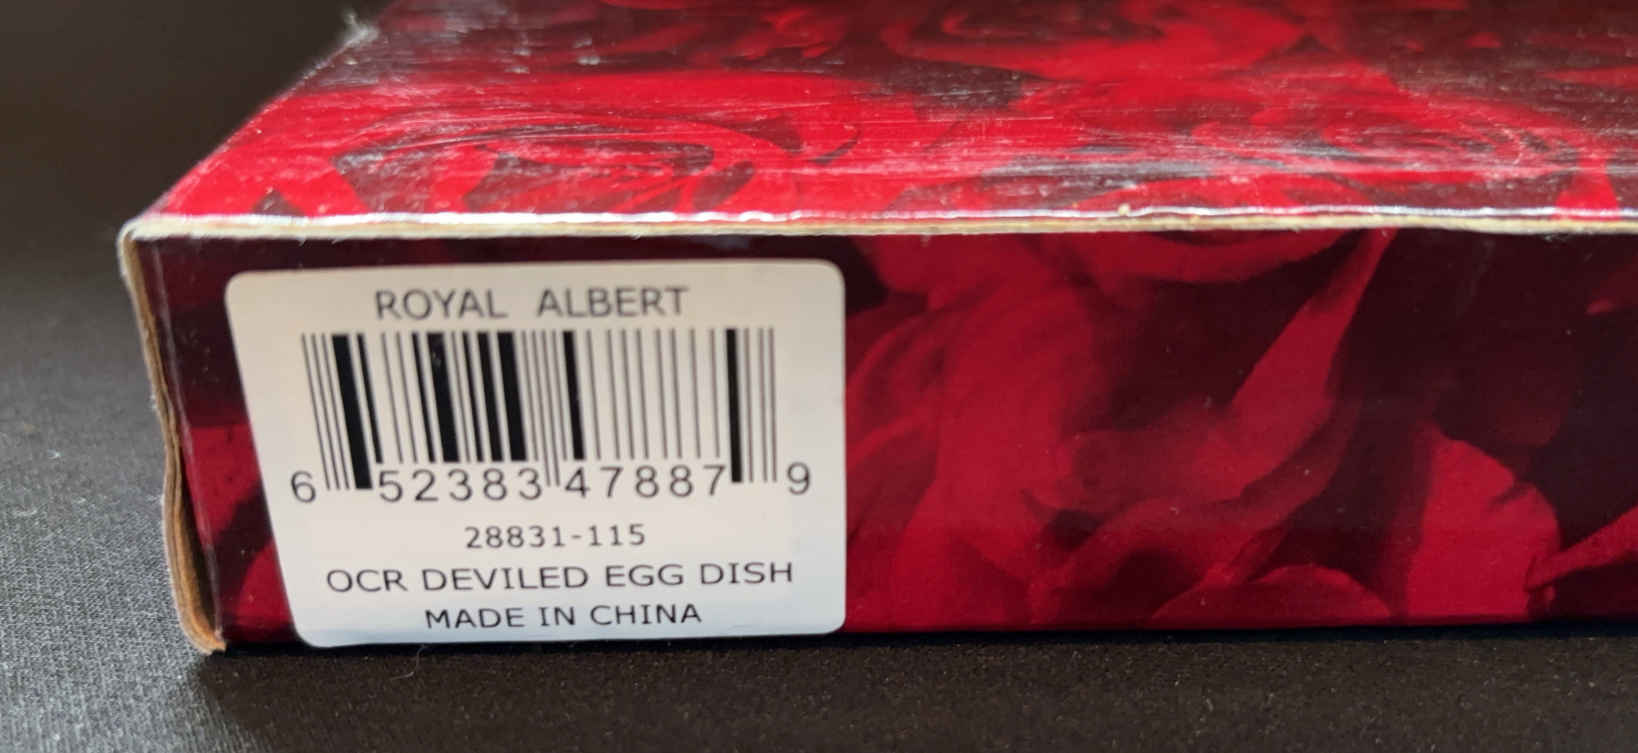 ROYAL ALBERT
6 52383 47887 9
28831-115
OCR DEVILED EGG DISH
MADE IN CHINA